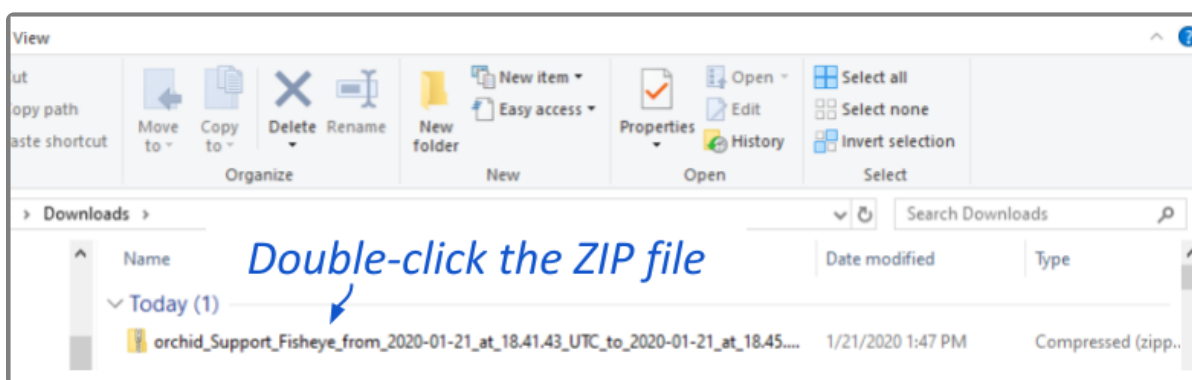 View
ut
opy path
aste shortcut
Move to
Copy to
Delete
Rename
Organize
New folder
New item
Easy access
New
Properties
Open
Edit
History
Open
Select all
Select none
Invert selection
Select
> Downloads >
Search Downloads
Name
Double-click the ZIP file
Date modified
Type
Today (1)
orchid_Support_Fisheye_from_2020-01-21_at_18.41.43_UTC_to_2020-01-21_at_18.45....
1/21/2020 1:47 PM
Compressed (zipp...